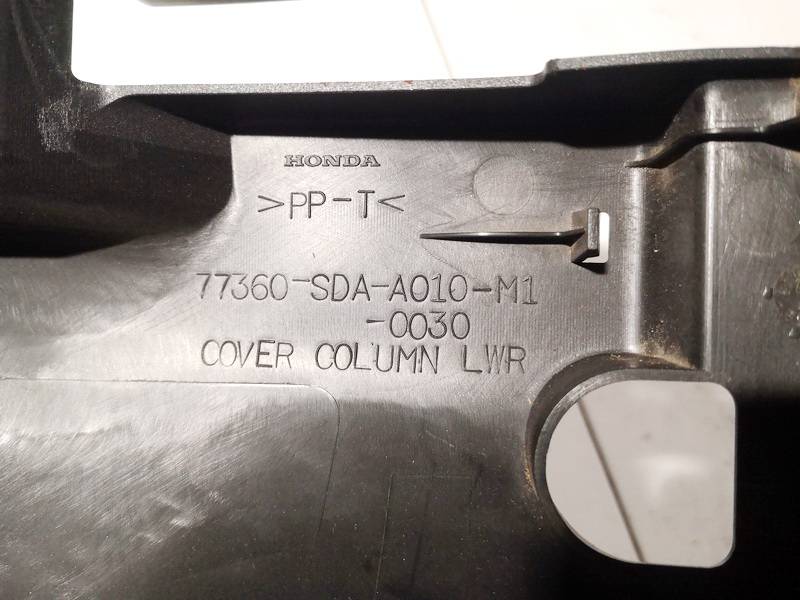 HONDA
>PP-T<
77360-SDA-A010-M1
-0030
COVER COLUMN LWR